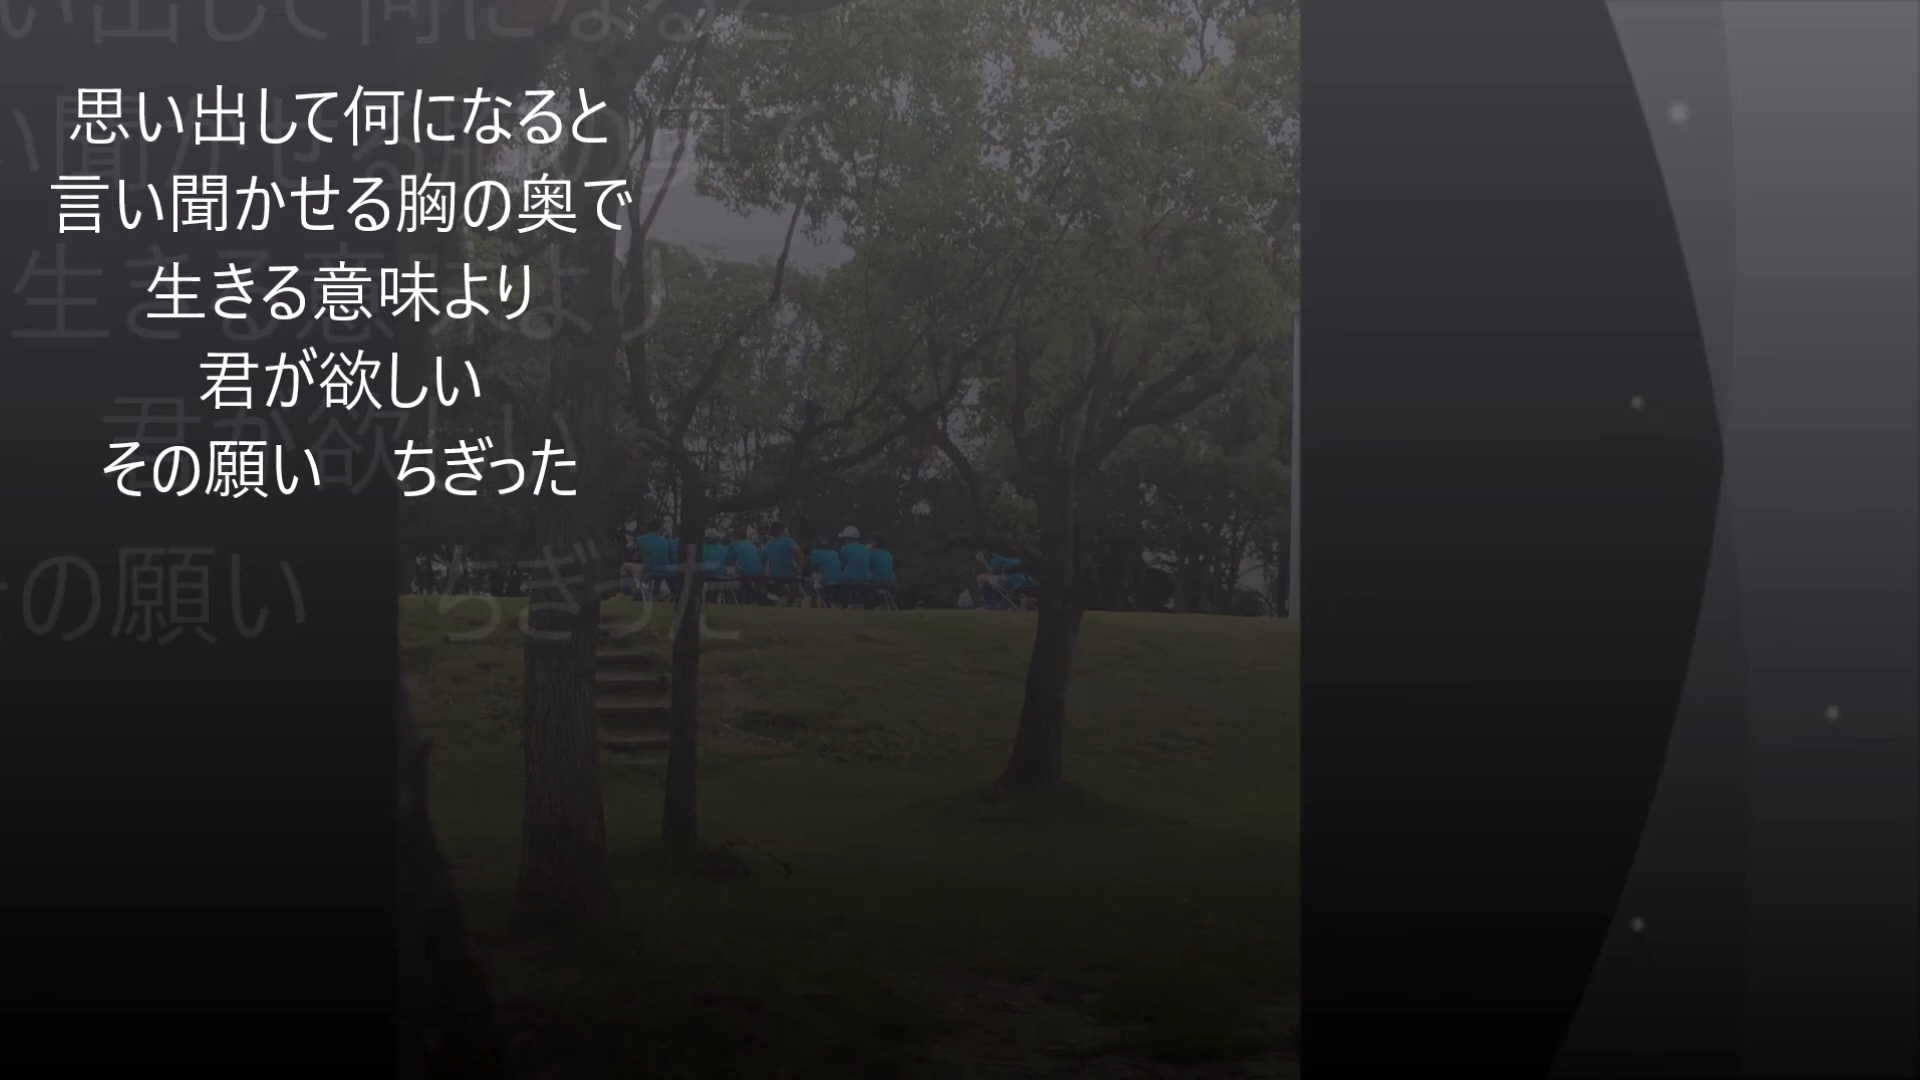 思い出して何になると
言い聞かせる胸の奥で
生きる意味より
君が欲しい
その願い　ちぎった